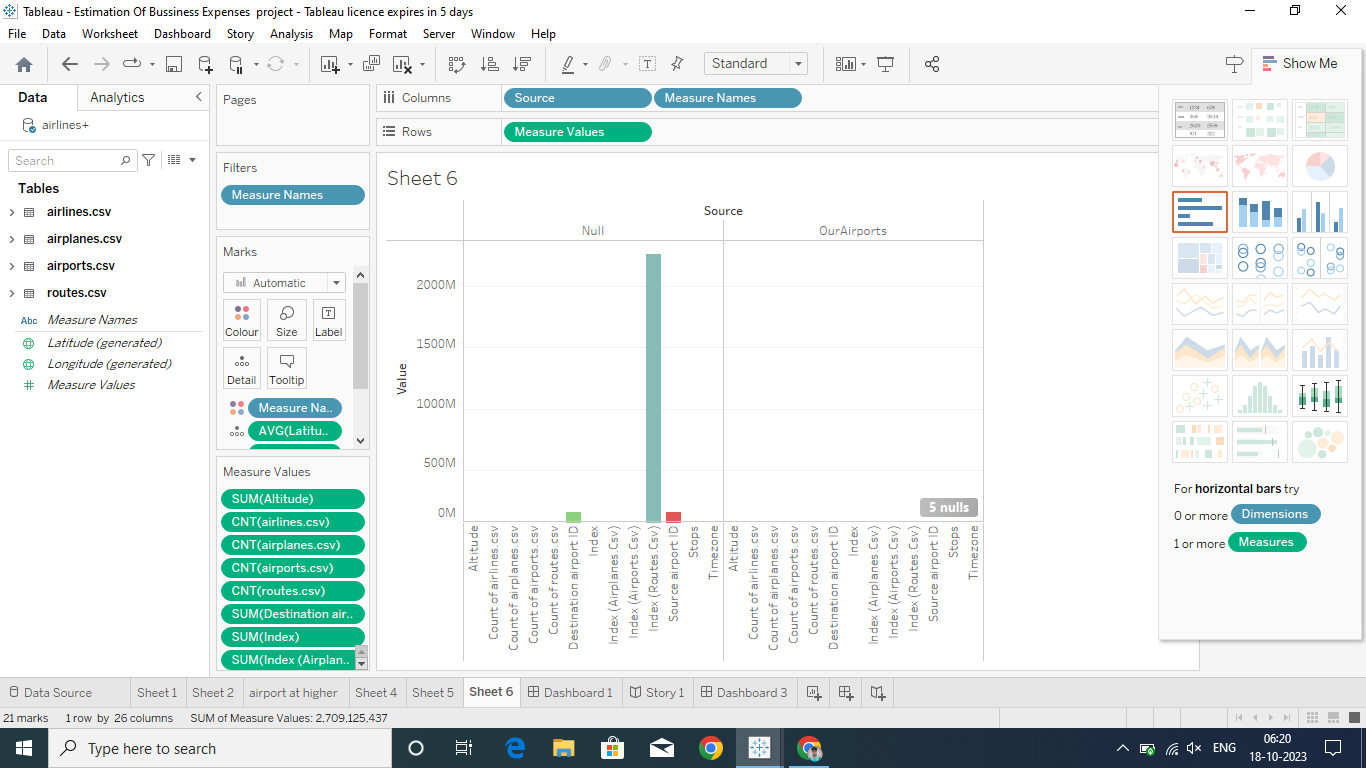 Tableau - Estimation Of Bussiness Expenses project - Tableau licence expires in 5 days
File Data Worksheet Dashboard Story Analysis Map Format Server Window Help
Standard
Show Me
Data Analytics
airlines+
Search
Tables
airlines.csv
airplanes.csv
airports.csv
routes.csv
Abc Measure Names
Latitude (generated)
Longitude (generated)
Measure Values
Pages
Filters
Measure Names
Marks
Automatic
Colour Size Label
Detail Tooltip
Measure Na..
AVG(Latitu..
Measure Values
SUM(Altitude)
CNT(airlines.csv)
CNT(airplanes.csv)
CNT(airports.csv)
CNT(routes.csv)
SUM(Destination air..
SUM(Index)
SUM(Index (Airplan..
Columns Source Measure Names
Rows Measure Values
Sheet 6
Source
Null OurAirports
Value
2000M
1500M
1000M
500M
0M
5 nulls
Altitude
Count of airlines.csv
Count of airplanes.csv
Count of airports.csv
Count of routes.csv
Destination airport ID
Index
Index (Airplanes.Csv)
Index (Airports.Csv)
Index (Routes.Csv)
Source airport ID
Stops
Timezone
Altitude
Count of airlines.csv
Count of airplanes.csv
Count of airports.csv
Count of routes.csv
Destination airport ID
Index
Index (Airplanes.Csv)
Index (Airports.Csv)
Index (Routes.Csv)
Source airport ID
Stops
Timezone
For horizontal bars try
0 or more Dimensions
1 or more Measures
Data Source Sheet 1 Sheet 2 airport at higher Sheet 4 Sheet 5 Sheet 6 Dashboard 1 Story 1 Dashboard 3
21 marks 1 row by 26 columns SUM of Measure Values: 2,709,125,437
Type here to search
ENG
06:20
18-10-2023